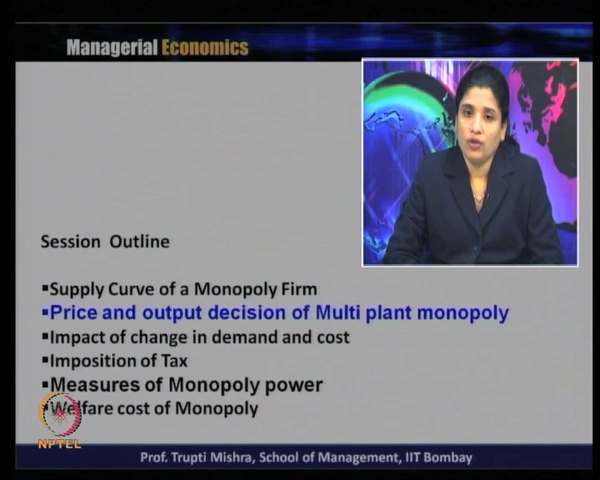 Managerial Economics
Session Outline
▪Supply Curve of a Monopoly Firm
▪Price and output decision of Multi plant monopoly
▪Impact of change in demand and cost
▪Imposition of Tax
▪Measures of Monopoly power
▪Welfare cost of Monopoly
NPTEL
Prof. Trupti Mishra, School of Management, IIT Bombay